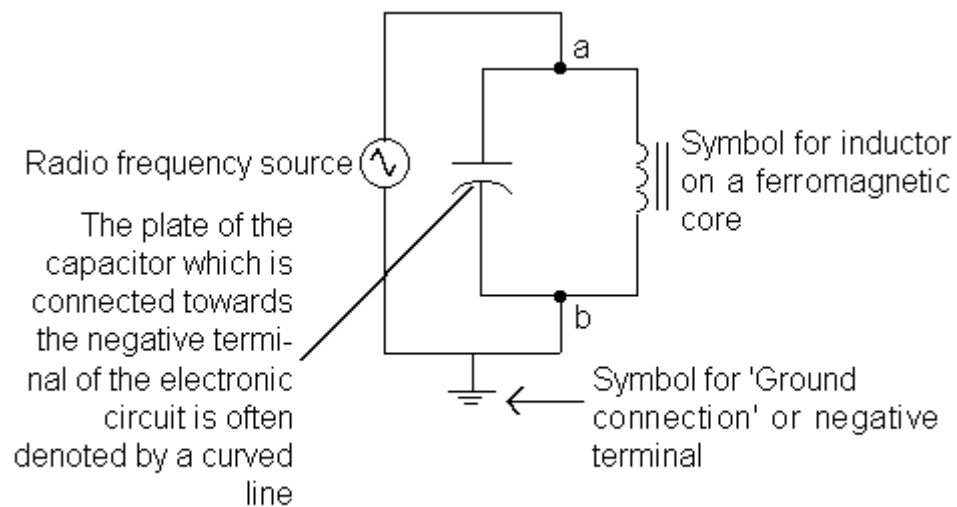 a
Radio frequency source
Symbol for inductor
on a ferromagnetic
core
The plate of the
capacitor which is
connected towards
the negative termi-
nal of the electronic
circuit is often
denoted by a curved
line
b
Symbol for 'Ground
connection' or negative
terminal